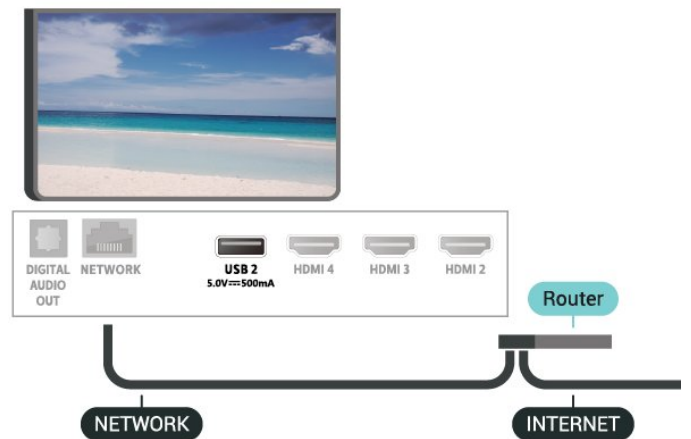 DIGITAL AUDIO OUT
NETWORK
USB 2
5.0V⎓500mA
HDMI 4
HDMI 3
HDMI 2
Router
NETWORK
INTERNET